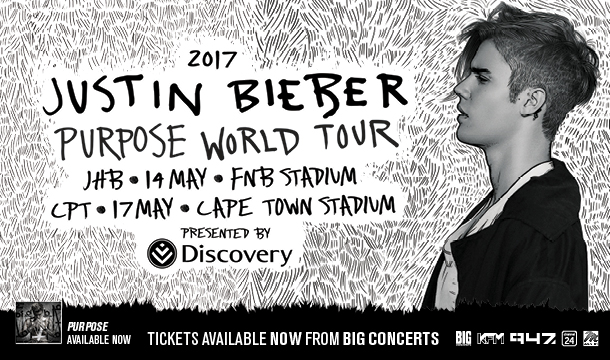 2017
JUSTIN BIEBER
PURPOSE WORLD TOUR
JHB • 14 MAY • FNB STADIUM
CPT • 17 MAY • CAPE TOWN STADIUM
PRESENTED BY
Discovery
PURPOSE
AVAILABLE NOW
TICKETS AVAILABLE NOW FROM BIG CONCERTS
BIG
KFM
947
24